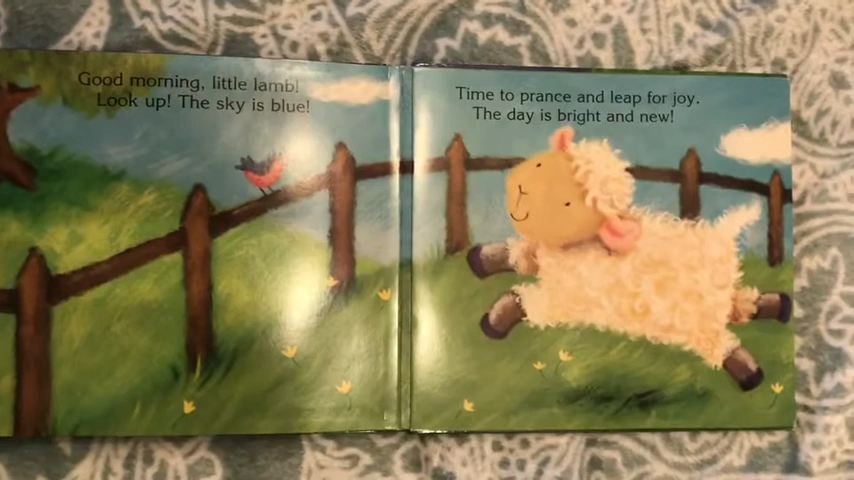 Good morning, little lamb!
Look up! The sky is blue!
Time to prance and leap for joy.
The day is bright and new!